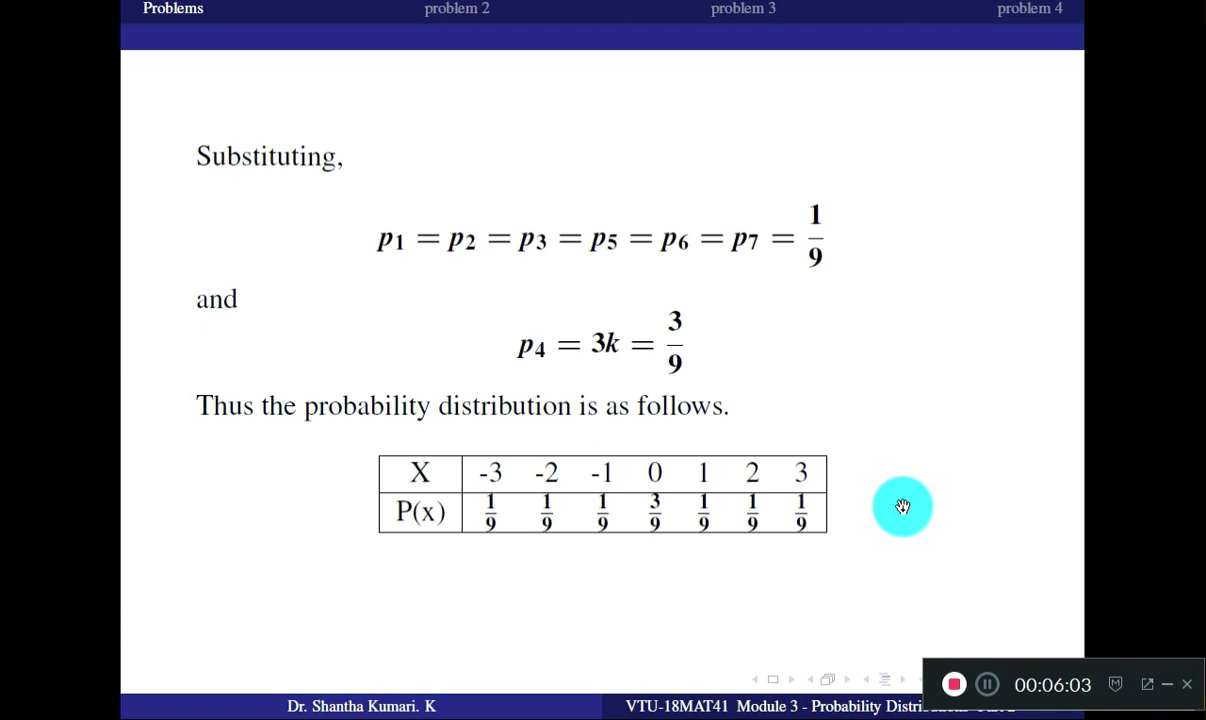 Problems problem 2 problem 3 problem 4
Substituting,
p1 = p2 = p3 = p5 = p6 = p7 = 1/9
and
p4 = 3k = 3/9
Thus the probability distribution is as follows.
X -3 -2 -1 0 1 2 3
P(x) 1/9 1/9 1/9 3/9 1/9 1/9 1/9
00:06:03
Dr. Shantha Kumari. K VTU-18MAT41 Module 3 - Probability